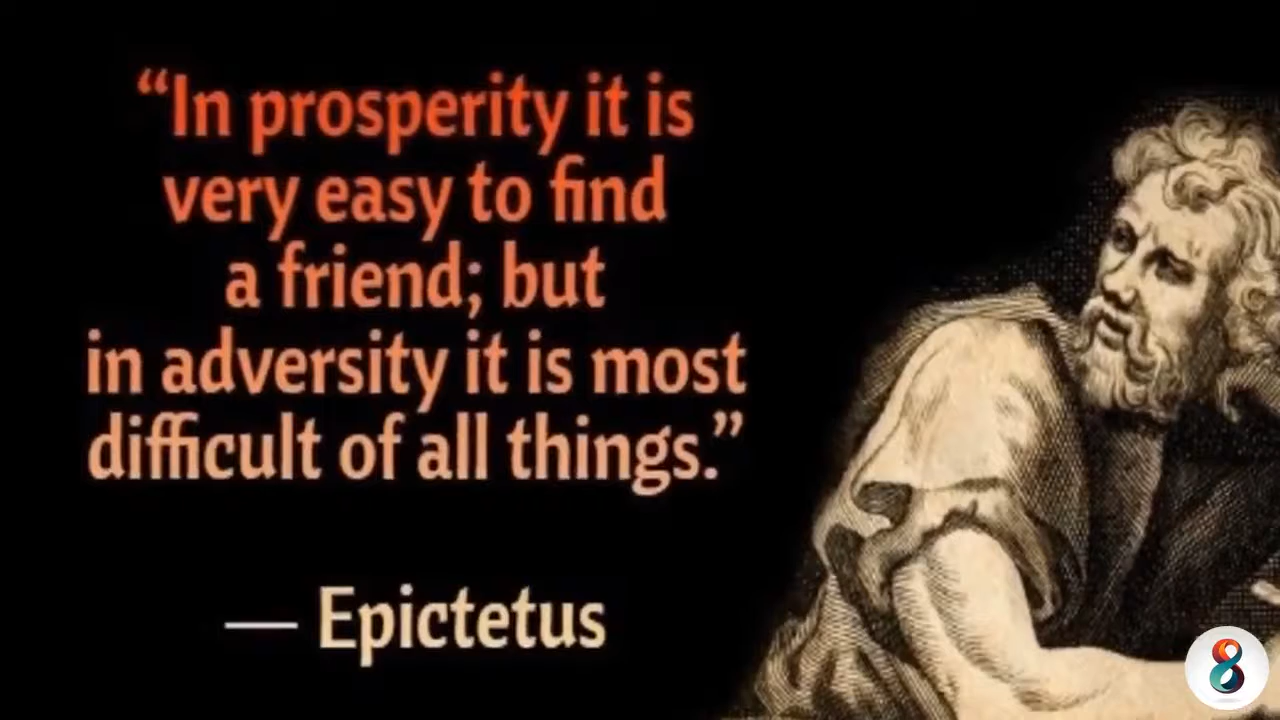 “In prosperity it is
very easy to find
a friend; but
in adversity it is most
difficult of all things.”
— Epictetus
8